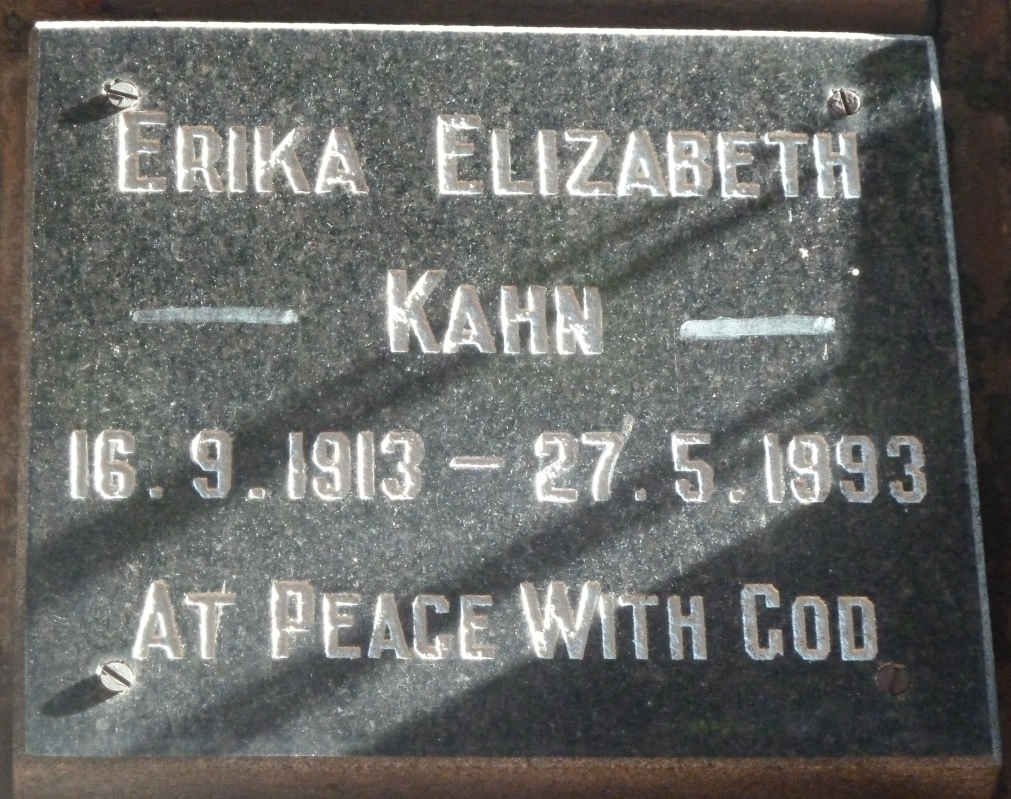 ERIKA ELIZABETH
KAHN
16.9.1913 - 27.5.1993
AT PEACE WITH GOD